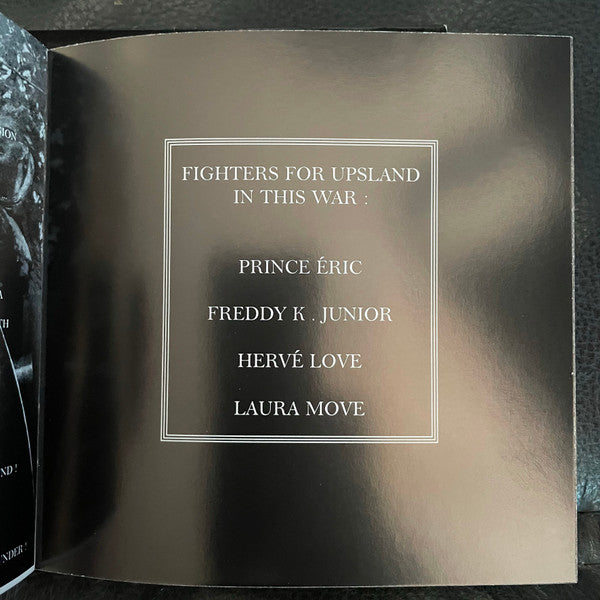 FIGHTERS FOR UPSLAND
IN THIS WAR :
PRINCE ÉRIC
FREDDY K . JUNIOR
HERVÉ LOVE
LAURA MOVE